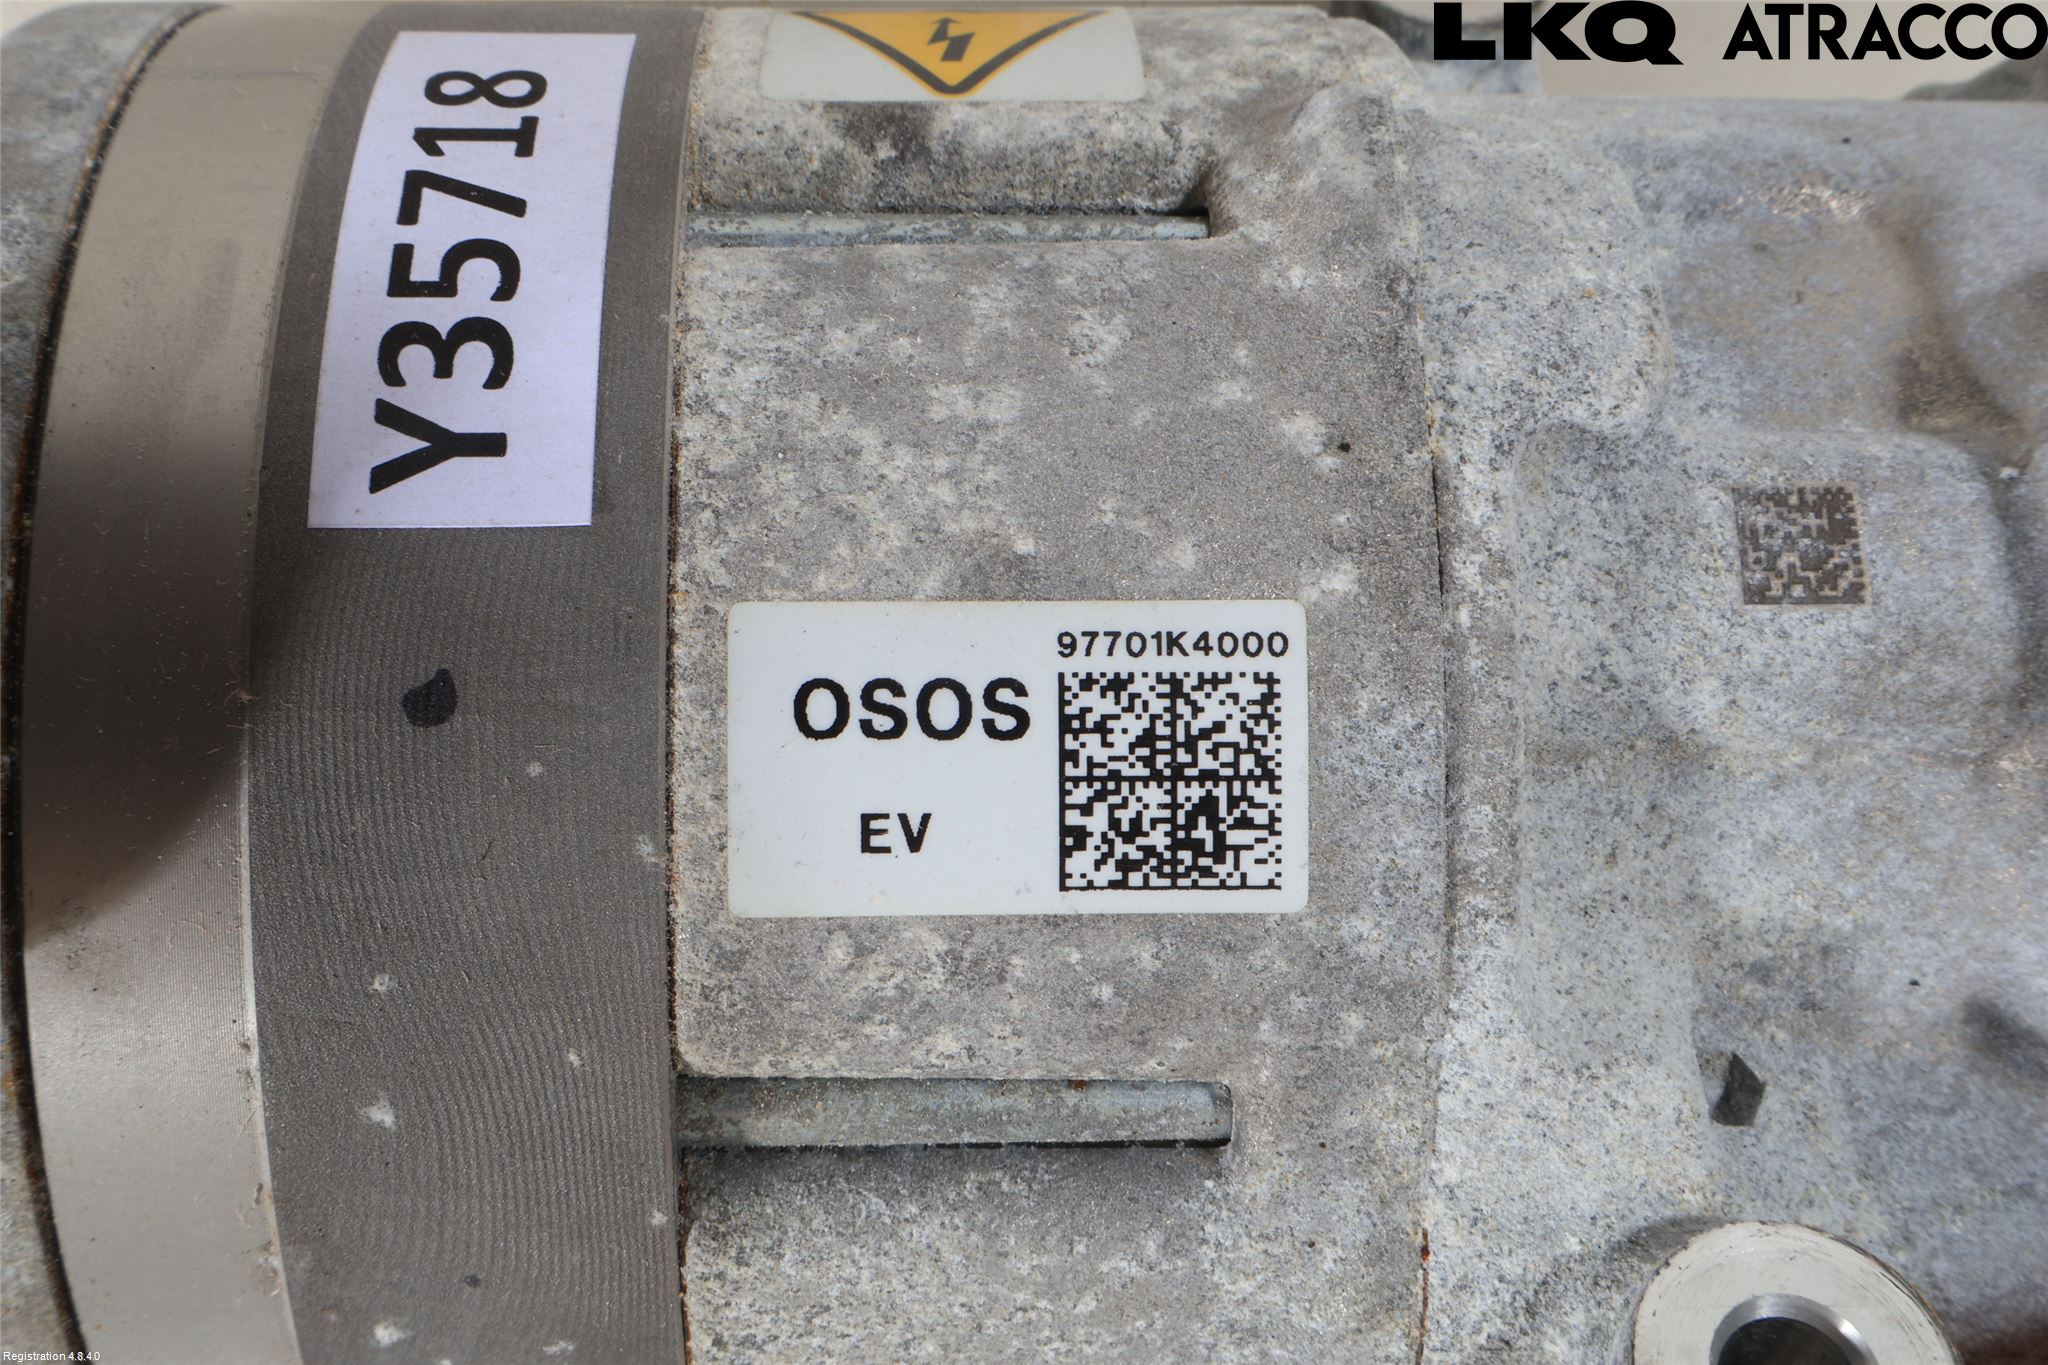 LKQ ATRACCO
Y35718
97701K4000
OSOS
EV
Registration 4.8.4.0